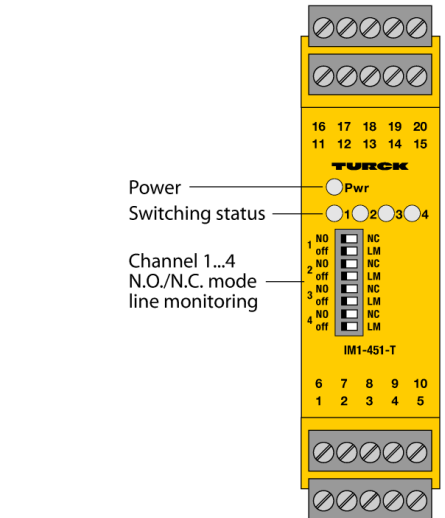 16 17 18 19 20
11 12 13 14 15
TURCK
Power
Pwr
Switching status
1 2 3 4
Channel 1...4
N.O./N.C. mode
line monitoring
1 NO NC
off LM
2 NO NC
off LM
3 NO NC
off LM
4 NO NC
off LM
IM1-451-T
6 7 8 9 10
1 2 3 4 5